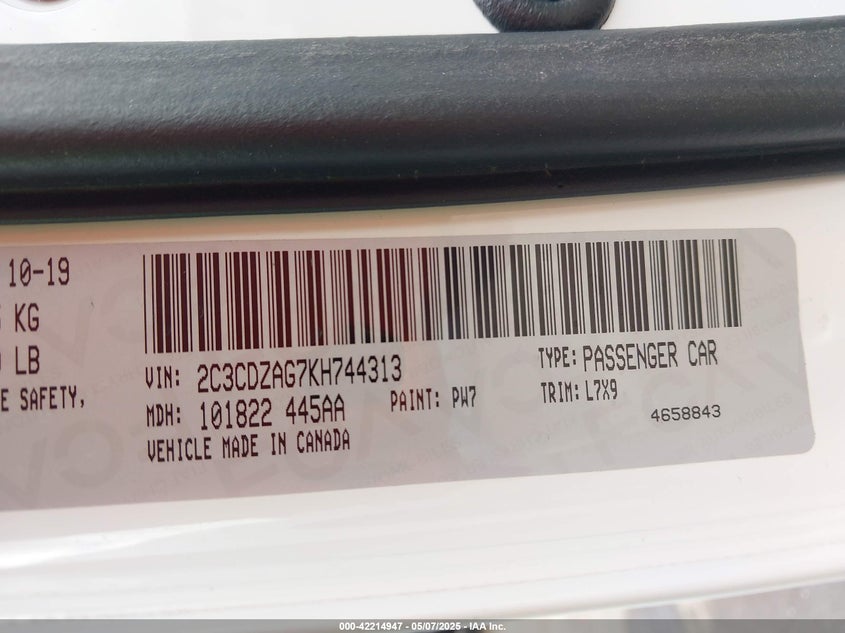 10-19
KG
LB
E SAFETY,
VIN: 2C3CDZAG7KH744313
TYPE: PASSENGER CAR
MDH: 101822 445AA
PAINT: PW7
TRIM: L7X9
VEHICLE MADE IN CANADA
4658843
000-42214947 - 05/07/2025 - IAA Inc.